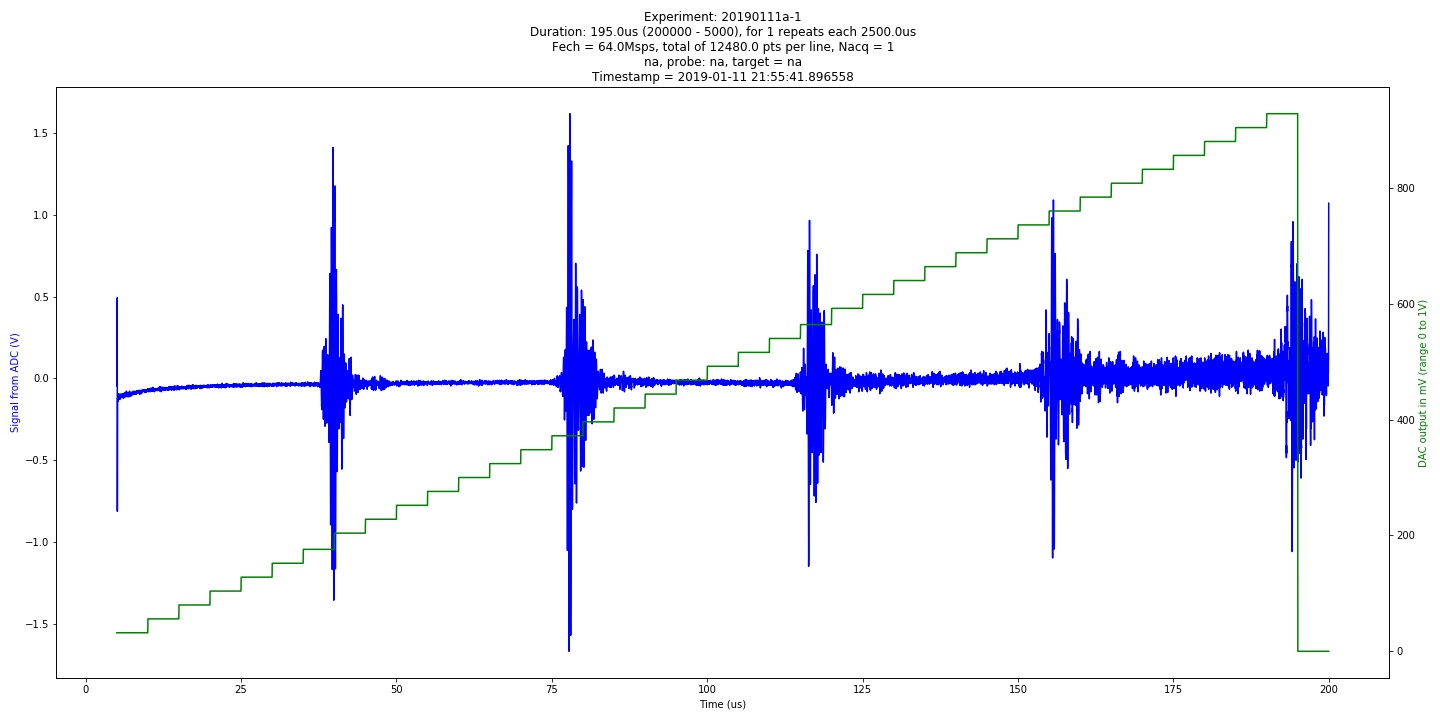 Experiment: 20190111a-1
Duration: 195.0us (200000 - 5000), for 1 repeats each 2500.0us
Fech = 64.0Msps, total of 12480.0 pts per line, Nacq = 1
na, probe: na, target = na
Timestamp = 2019-01-11 21:55:41.896558
Signal from ADC (V)
1.5
1.0
0.5
0.0
−0.5
−1.0
−1.5
800
600
400
200
0
DAC output in mV (range 0 to 1V)
0
25
50
75
100
125
150
175
200
Time (us)